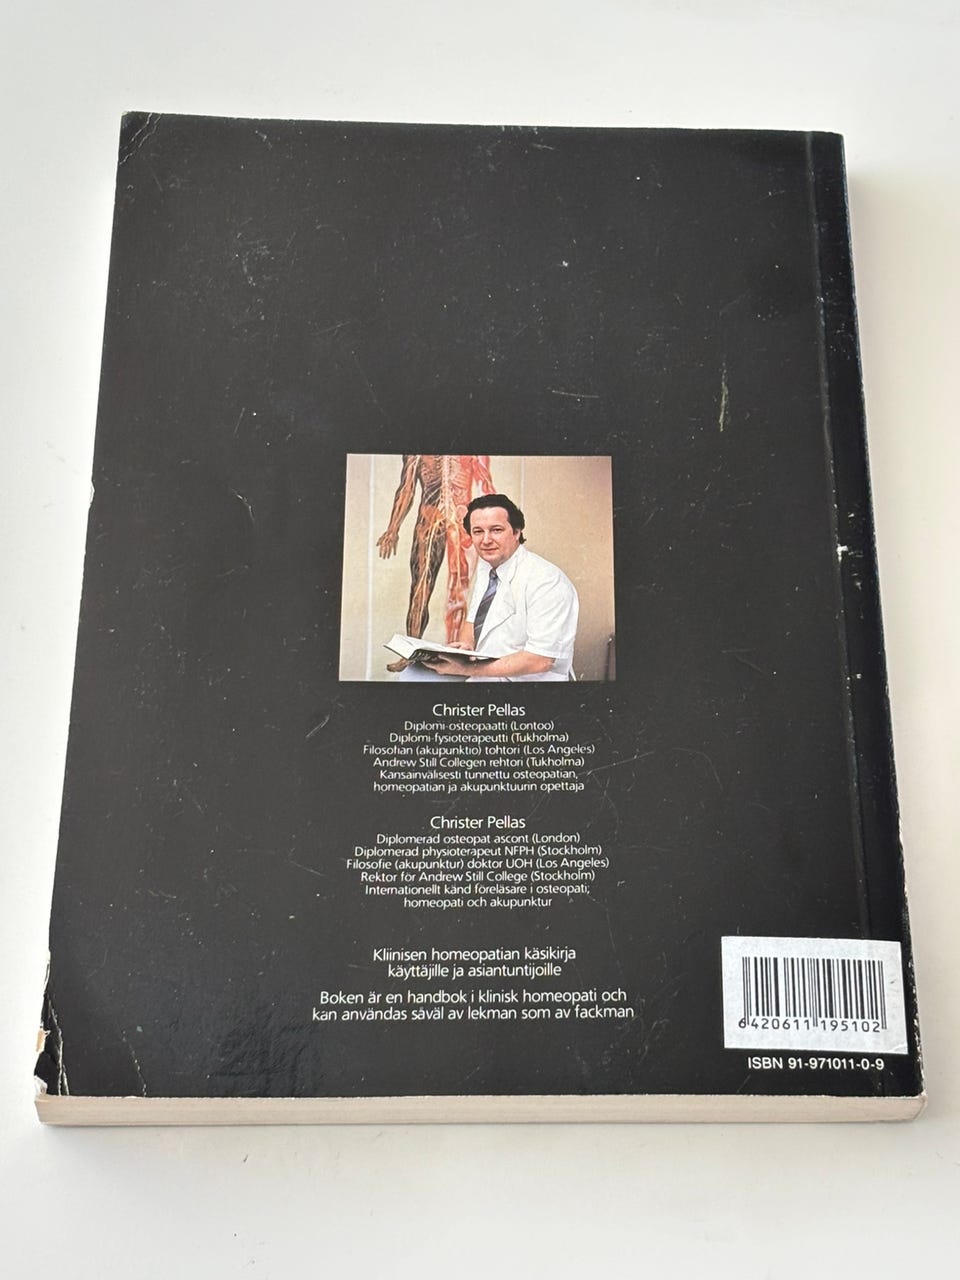 Christer Pellas
Diplomi-osteopaatti (Lontoo)
Diplomi-fysioterapeutti (Tukholma)
Filosofian (akupunktio) tohtori (Los Angeles)
Andrew Still Collegen rehtori (Tukholma)
Kansainvälisesti tunnettu osteopatian,
homeopatian ja akupunktuurin opettaja
Christer Pellas
Diplomerad osteopat ascont (London)
Diplomerad physioterapeut NFPH (Stockholm)
Filosofie (akupunktur) doktor UOH (Los Angeles)
Rektor för Andrew Still College (Stockholm)
Internationellt känd föreläsare i osteopati;
homeopati och akupunktur
Kliinisen homeopatian käsikirja
käyttäjille ja asiantuntijoille
Boken är en handbok i klinisk homeopati och
kan användas såväl av lekman som av fackman
6 420611 195102
ISBN 91-971011-0-9